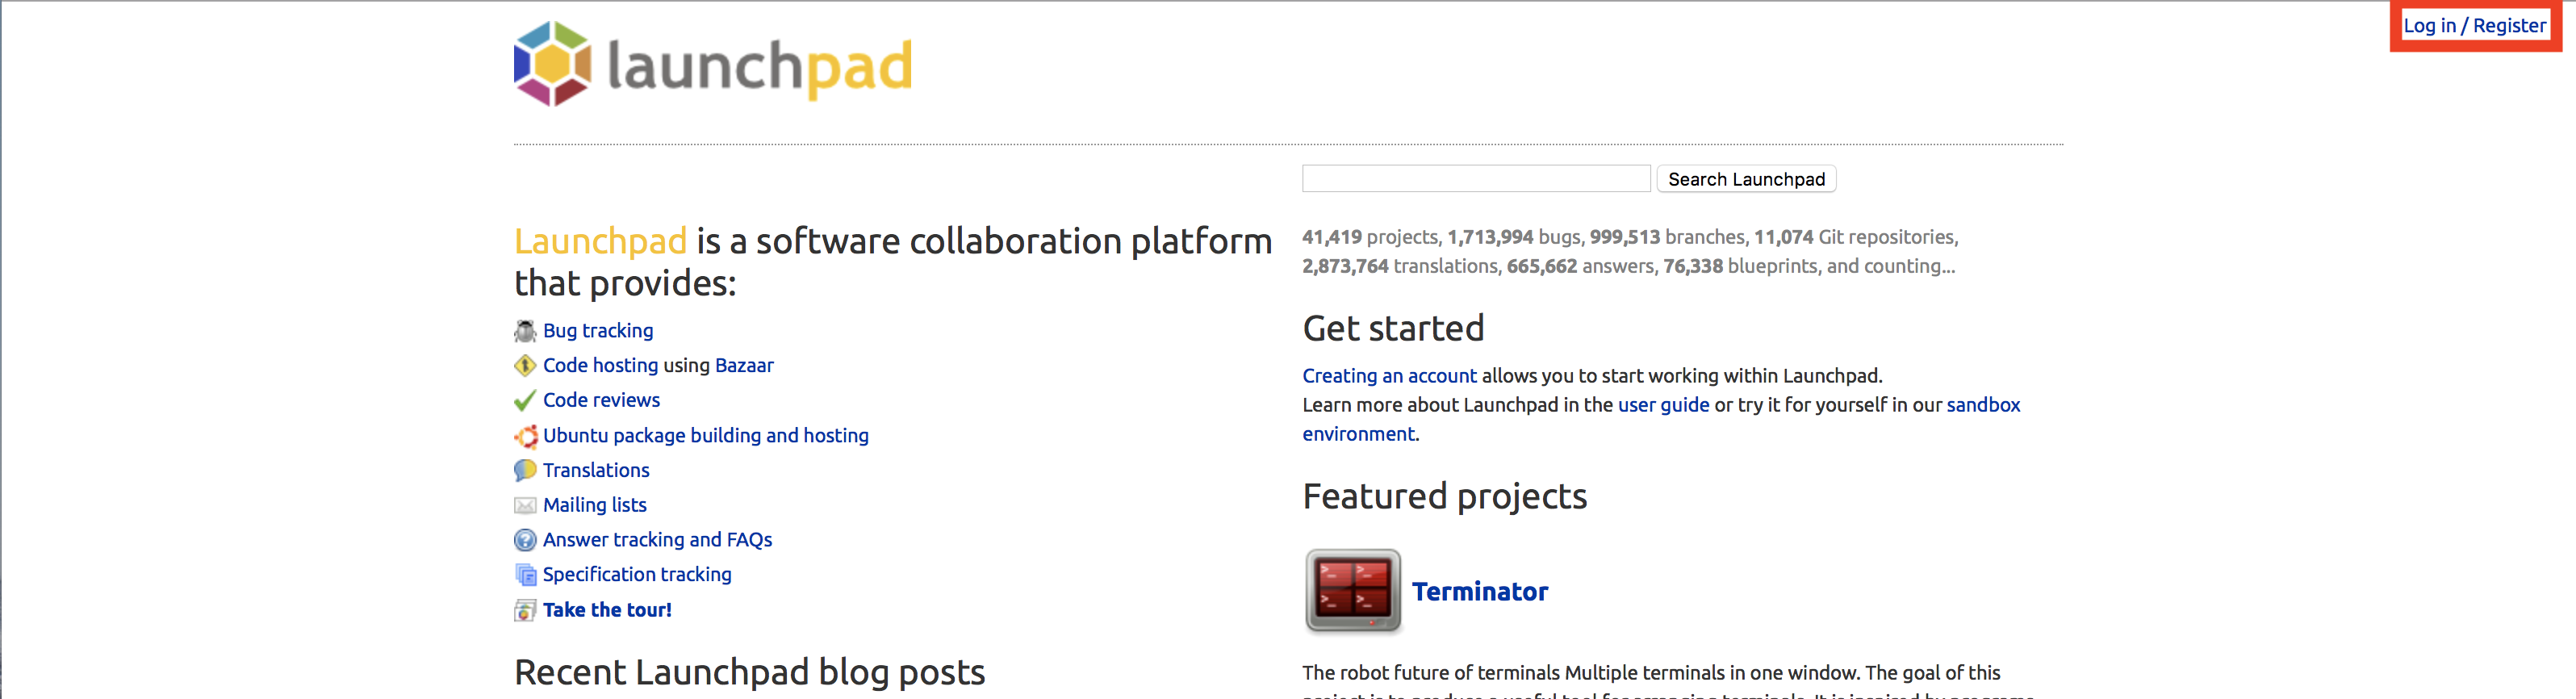 Log in / Register
launchpad
Search Launchpad
Launchpad is a software collaboration platform
that provides:
Bug tracking
Code hosting using Bazaar
Code reviews
Ubuntu package building and hosting
Translations
Mailing lists
Answer tracking and FAQs
Specification tracking
Take the tour!
Recent Launchpad blog posts
41,419 projects, 1,713,994 bugs, 999,513 branches, 11,074 Git repositories,
2,873,764 translations, 665,662 answers, 76,338 blueprints, and counting...
Get started
Creating an account allows you to start working within Launchpad.
Learn more about Launchpad in the user guide or try it for yourself in our sandbox
environment.
Featured projects
Terminator
The robot future of terminals Multiple terminals in one window. The goal of this